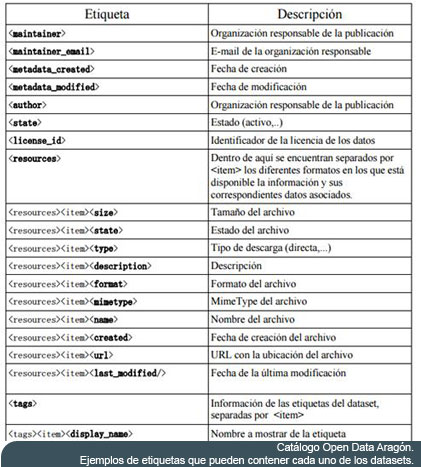 Etiqueta Descripción
<maintainer> Organización responsable de la publicación
<maintainer_email> E-mail de la organización responsable
<metadata_created> Fecha de creación
<metadata_modified> Fecha de modificación
<author> Organización responsable de la publicación
<state> Estado (activo,..)
<license_id> Identificador de la licencia de los datos
<resources> Dentro de aquí se encuentran separados por
<item> los diferentes formatos en los que está
disponible la información y sus
correspondientes datos asociados.
<resources><item><size> Tamaño del archivo
<resources><item><state> Estado del archivo
<resources><item><type> Tipo de descarga (directa,...)
<resources><item><description> Descripción
<resources><item><format> Formato del archivo
<resources><item><mimetype> MimeType del archivo
<resources><item><name> Nombre del archivo
<resources><item><created> Fecha de creación del archivo
<resources><item><url> URL con la ubicación del archivo
<resources><item><last_modified/> Fecha de la última modificación
<tags> Información de las etiquetas del dataset,
separadas por <item>
<tags><item><display_name> Nombre a mostrar de la etiqueta
Catálogo Open Data Aragón.
Ejemplos de etiquetas que pueden contener cada uno de los datasets.